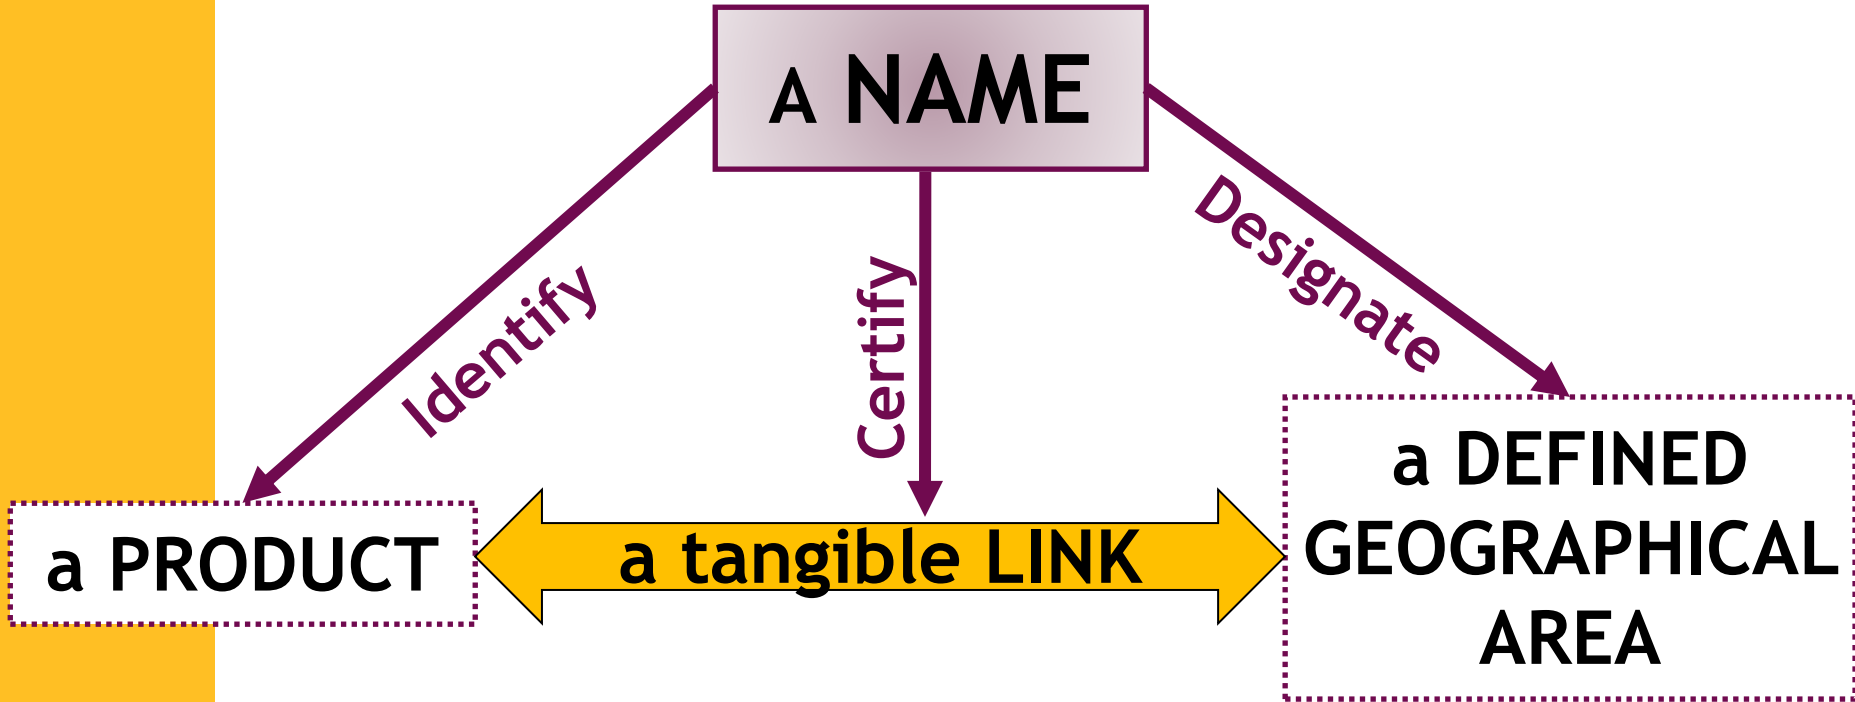 A NAME
Identify
Certify
Designate
a PRODUCT
a tangible LINK
a DEFINED
GEOGRAPHICAL
AREA